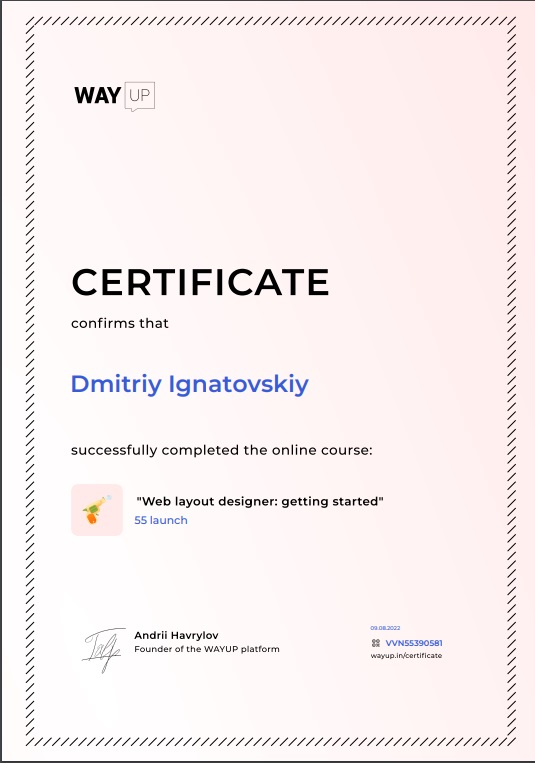 WAY UP
CERTIFICATE
confirms that
Dmitriy Ignatovskiy
successfully completed the online course:
"Web layout designer: getting started"
55 launch
Andrii Havrylov
Founder of the WAYUP platform
09.08.2022
VVN55390581
wayup.in/certificate